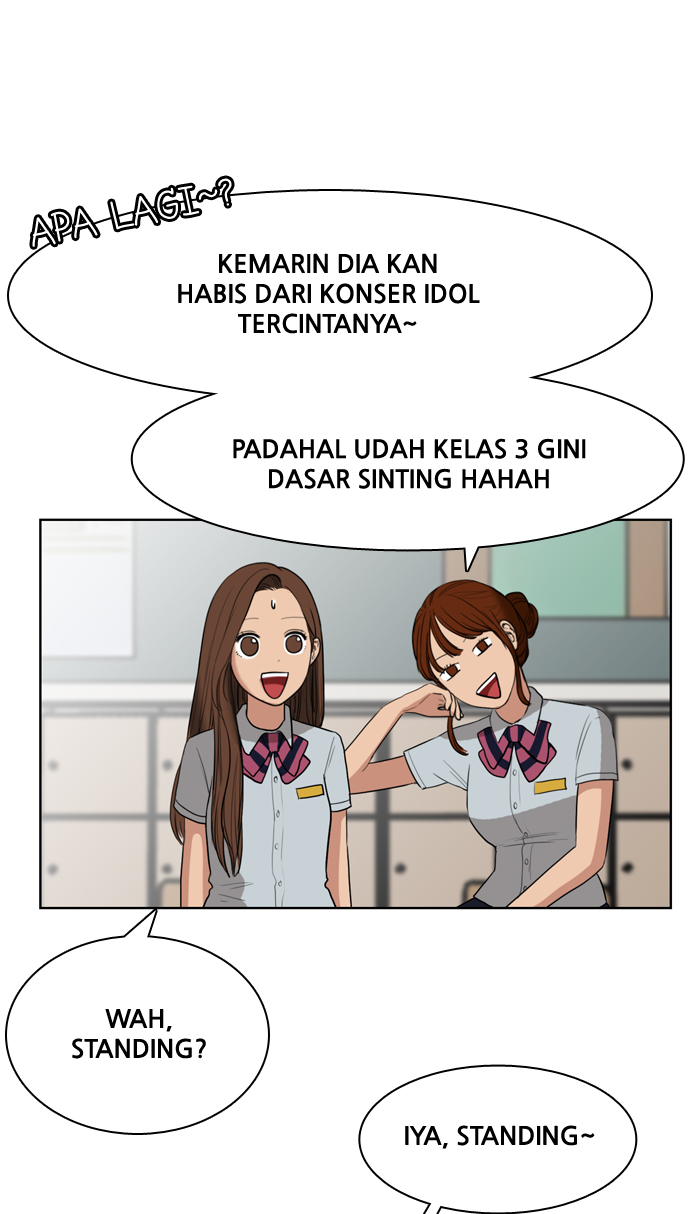 APA LAGI~?
KEMARIN DIA KAN
HABIS DARI KONSER IDOL
TERCINTANYA~
PADAHAL UDAH KELAS 3 GINI
DASAR SINTING HAHAH
WAH,
STANDING?
IYA, STANDING~